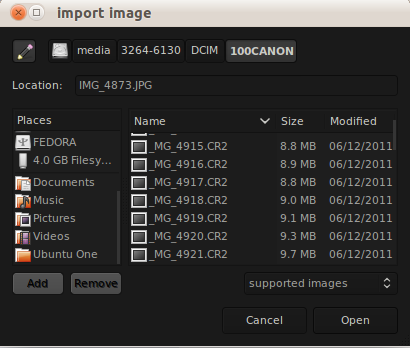 import image
media 3264-6130 DCIM 100CANON
Location: IMG_4873.JPG
Places
FEDORA
4.0 GB Filesy...
Documents
Music
Pictures
Videos
Ubuntu One
Name Size Modified
_MG_4915.CR2 8.8 MB 06/12/2011
_MG_4916.CR2 8.9 MB 06/12/2011
_MG_4917.CR2 8.8 MB 06/12/2011
_MG_4918.CR2 9.0 MB 06/12/2011
_MG_4919.CR2 9.1 MB 06/12/2011
_MG_4920.CR2 9.3 MB 06/12/2011
_MG_4921.CR2 9.7 MB 06/12/2011
Add Remove
supported images
Cancel Open